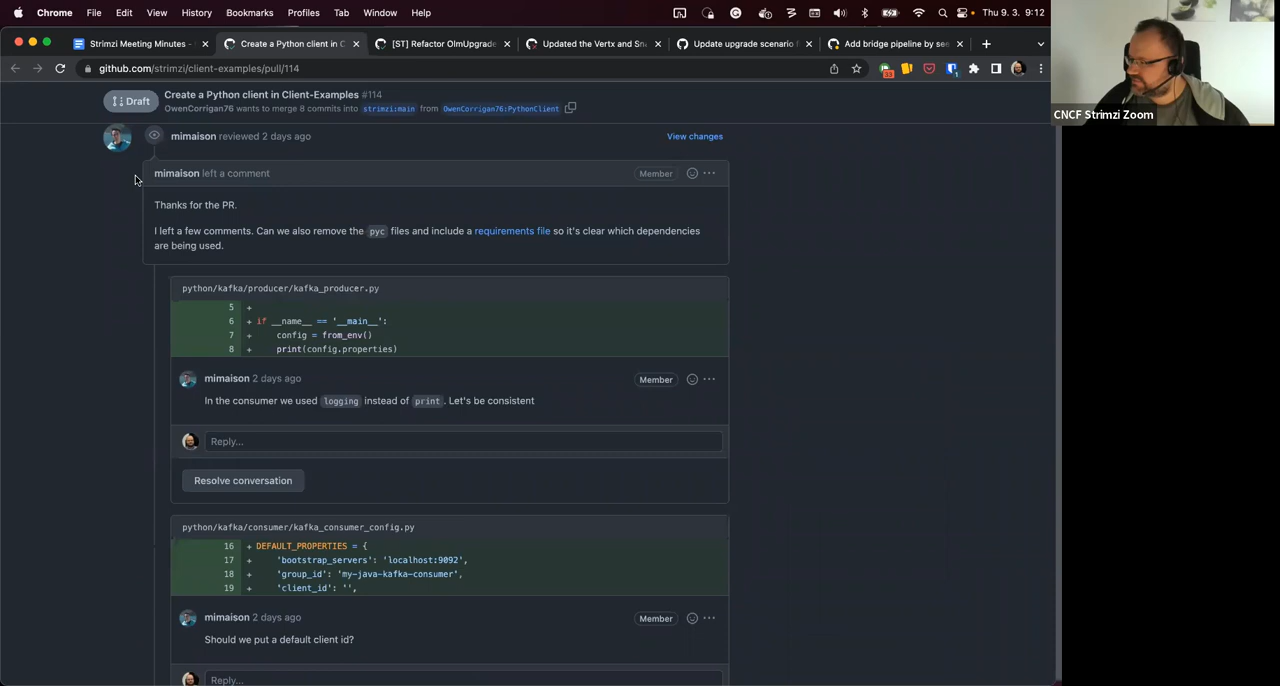 Chrome File Edit View History Bookmarks Profiles Tab Window Help Thu 9. 3. 9:12
Strimzi Meeting Minutes - Create a Python client in C [ST] Refactor OlmUpgrade Updated the Vertx and Sna Update upgrade scenario f Add bridge pipeline by see
github.com/strimzi/client-examples/pull/114
33
1
Draft
Create a Python client in Client-Examples #114
OwenCorrigan76 wants to merge 8 commits into strimzi:main from OwenCorrigan76:PythonClient
CNCF Strimzi Zoom
mimaison reviewed 2 days ago View changes
mimaison left a comment Member
Thanks for the PR.
I left a few comments. Can we also remove the pyc files and include a requirements file so it's clear which dependencies
are being used.
python/kafka/producer/kafka_producer.py
5 +
6 + if __name__ == '__main__':
7 + config = from_env()
8 + print(config.properties)
mimaison 2 days ago Member
In the consumer we used logging instead of print. Let's be consistent
Reply...
Resolve conversation
python/kafka/consumer/kafka_consumer_config.py
16 + DEFAULT_PROPERTIES = {
17 + 'bootstrap_servers': 'localhost:9092',
18 + 'group_id': 'my-java-kafka-consumer',
19 + 'client_id': '',
mimaison 2 days ago Member
Should we put a default client id?
Reply...